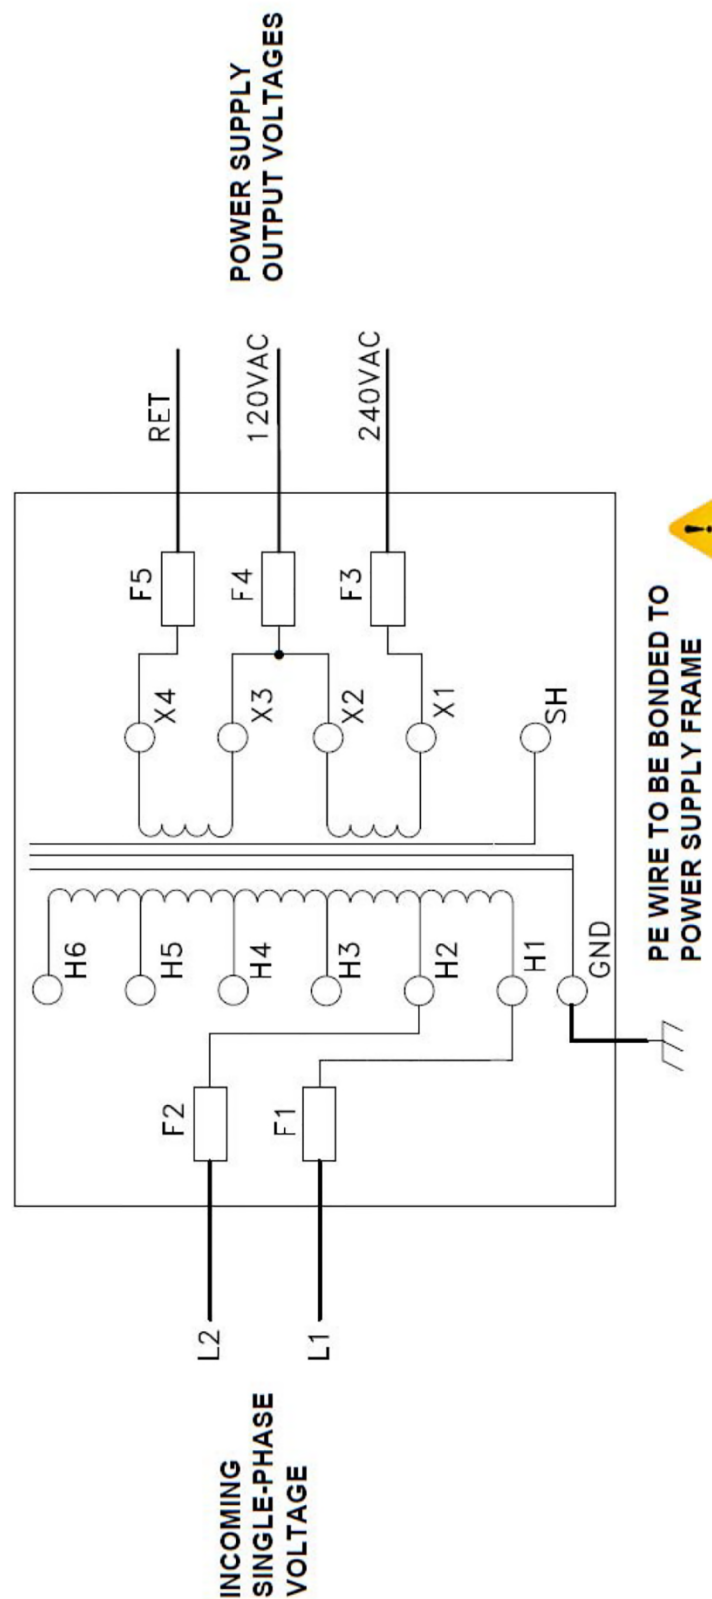 POWER SUPPLY
OUTPUT VOLTAGES
RET
120VAC
240VAC
F5
F4
F3
X4
X3
X2
X1
SH
H6
H5
H4
H3
H2
H1
GND
F2
F1
L2
L1
INCOMING
SINGLE-PHASE
VOLTAGE
PE WIRE TO BE BONDED TO
POWER SUPPLY FRAME
!